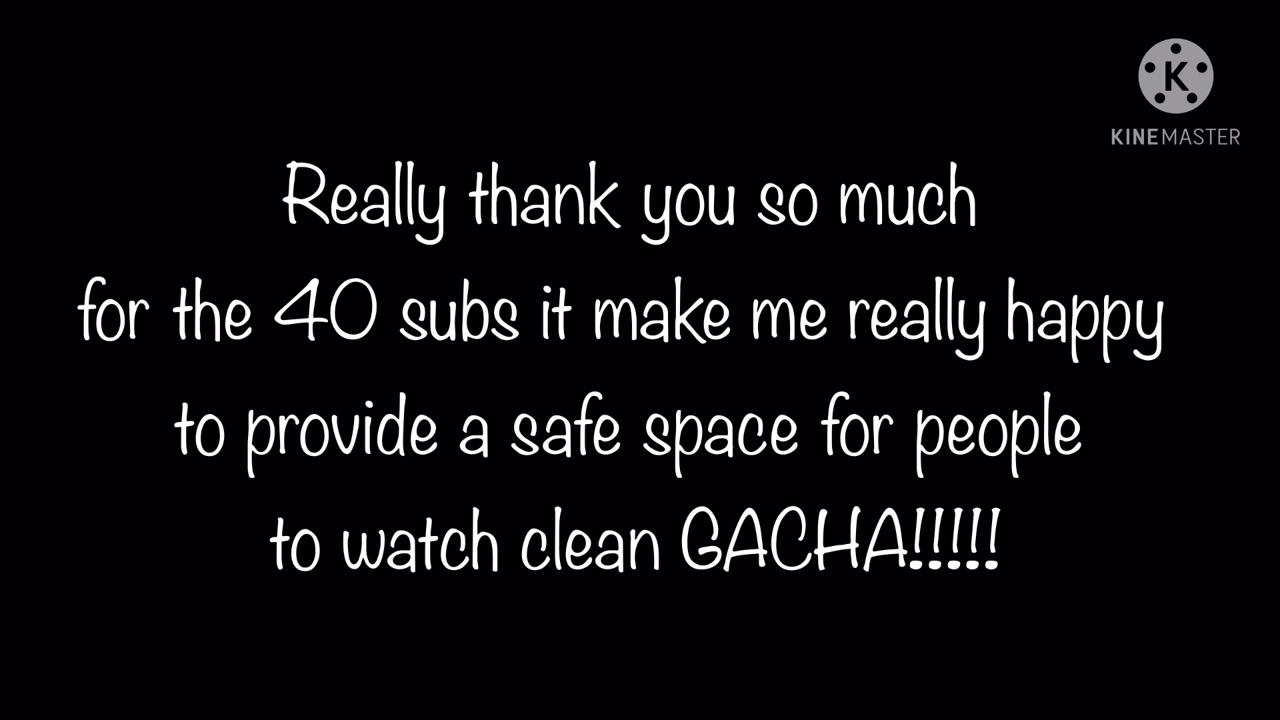 K
KINEMASTER
Really thank you so much
for the 40 subs it make me really happy
to provide a safe space for people
to watch clean GACHA!!!!!